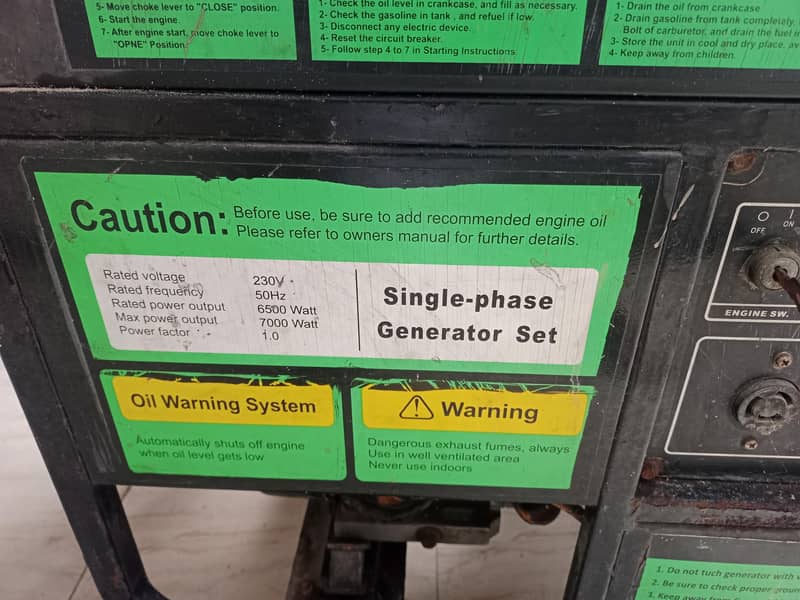 5- Move choke lever to "CLOSE" position.
6- Start the engine.
7- After engine start, move choke lever to
"OPNE" Position.
1- Check the oil level in crankcase, and fill as necessary.
2- Check the gasoline in tank , and refuel if low.
3- Disconnect any electric device.
4- Reset the circuit breaker.
5- Follow step 4 to 7 in Starting Instructions
1- Drain the oil from crankcase
2- Drain gasoline from tank completely,
Bolt of carburetor, and drain the fuel
3- Store the unit in cool and dry place,
4- Keep away from children.
Caution:
Before use, be sure to add recommended engine oil
Please refer to owners manual for further details.
Rated voltage 230V
Rated frequency 50Hz
Rated power output 6500 Watt
Max power output 7000 Watt
Power factor 1.0
Single-phase
Generator Set
Oil Warning System
Automatically shuts off engine
when oil level gets low
Warning
Dangerous exhaust fumes, always
Use in well ventilated area
Never use indoors
OFF
ON
ENGINE SW.
1. Do not tuch generator with
2. Be sure to check proper
3. Keep away from